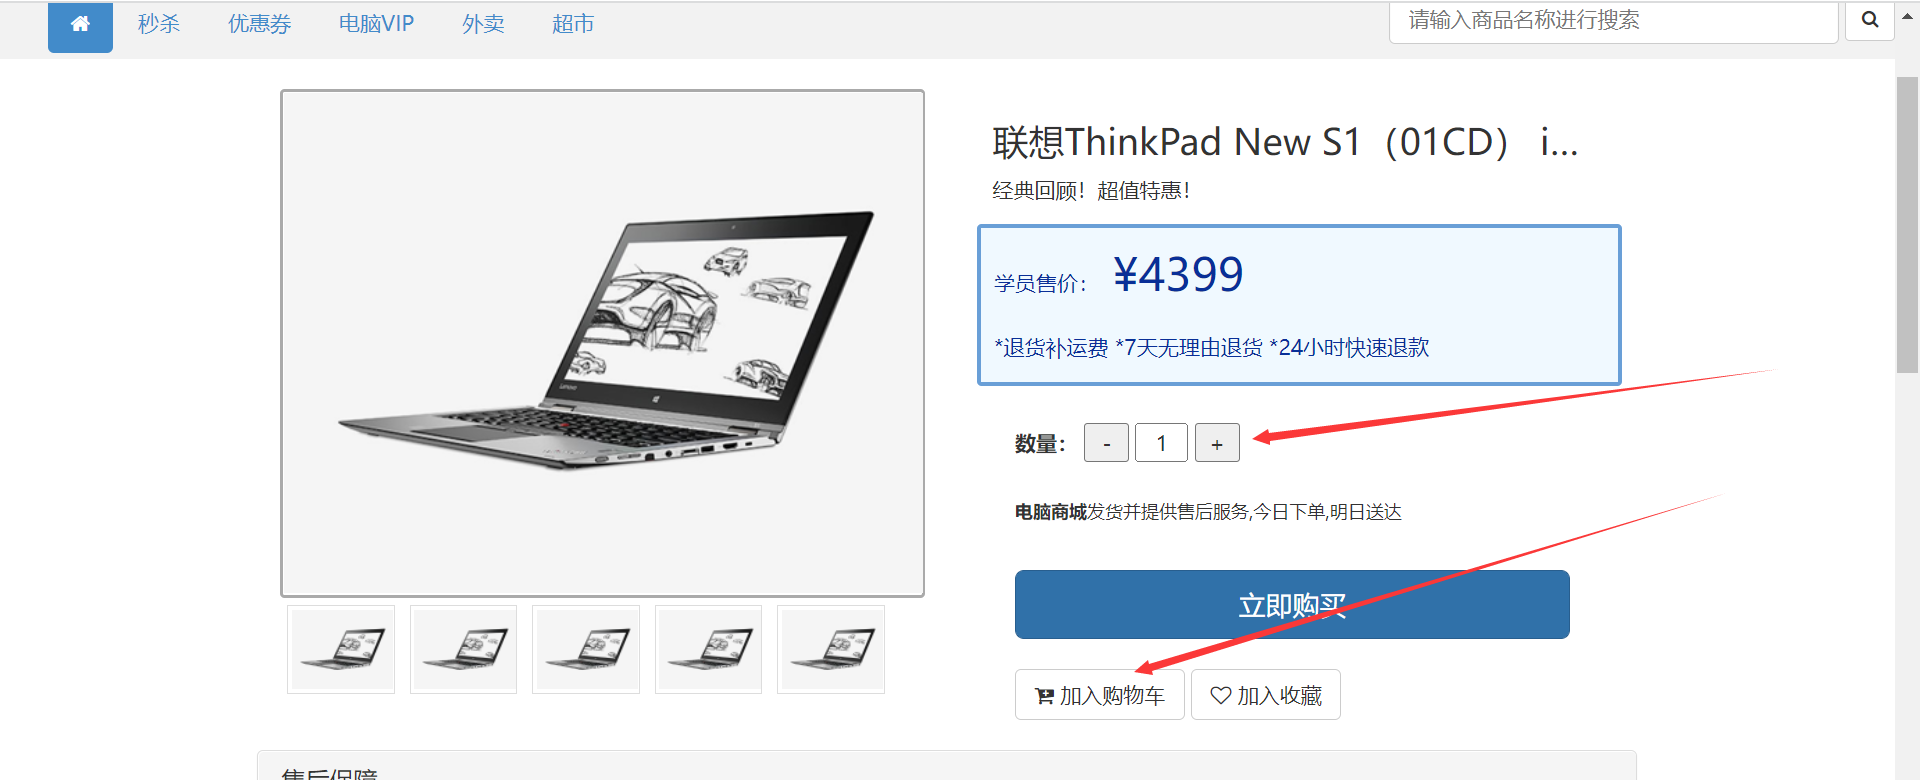 秒杀 优惠券 电脑VIP 外卖 超市 请输入商品名称进行搜索
联想ThinkPad New S1（01CD） i...
经典回顾！超值特惠！
学员售价： ¥4399
*退货补运费 *7天无理由退货 *24小时快速退款
数量： - 1 +
电脑商城发货并提供售后服务,今日下单,明日送达
立即购买
加入购物车 加入收藏
售后保障